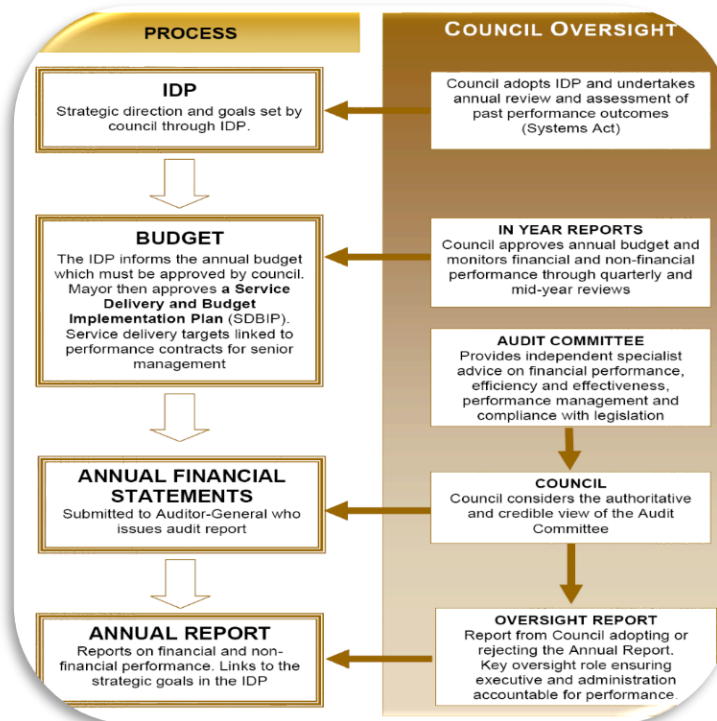 PROCESS
COUNCIL OVERSIGHT
IDP
Strategic direction and goals set by
council through IDP.
Council adopts IDP and undertakes
annual review and assessment of
past performance outcomes
(Systems Act)
BUDGET
The IDP informs the annual budget
which must be approved by council.
Mayor then approves a Service
Delivery and Budget
Implementation Plan (SDBIP).
Service delivery targets linked to
performance contracts for senior
management
IN YEAR REPORTS
Council approves annual budget and
monitors financial and non-financial
performance through quarterly and
mid-year reviews
AUDIT COMMITTEE
Provides independent specialist
advice on financial performance,
efficiency and effectiveness,
performance management and
compliance with legislation
ANNUAL FINANCIAL
STATEMENTS
Submitted to Auditor-General who
issues audit report
COUNCIL
Council considers the authoritative
and credible view of the Audit
Committee
ANNUAL REPORT
Reports on financial and non-
financial performance. Links to the
strategic goals in the IDP
OVERSIGHT REPORT
Report from Council adopting or
rejecting the Annual Report.
Key oversight role ensuring
executive and administration
accountable for performance.